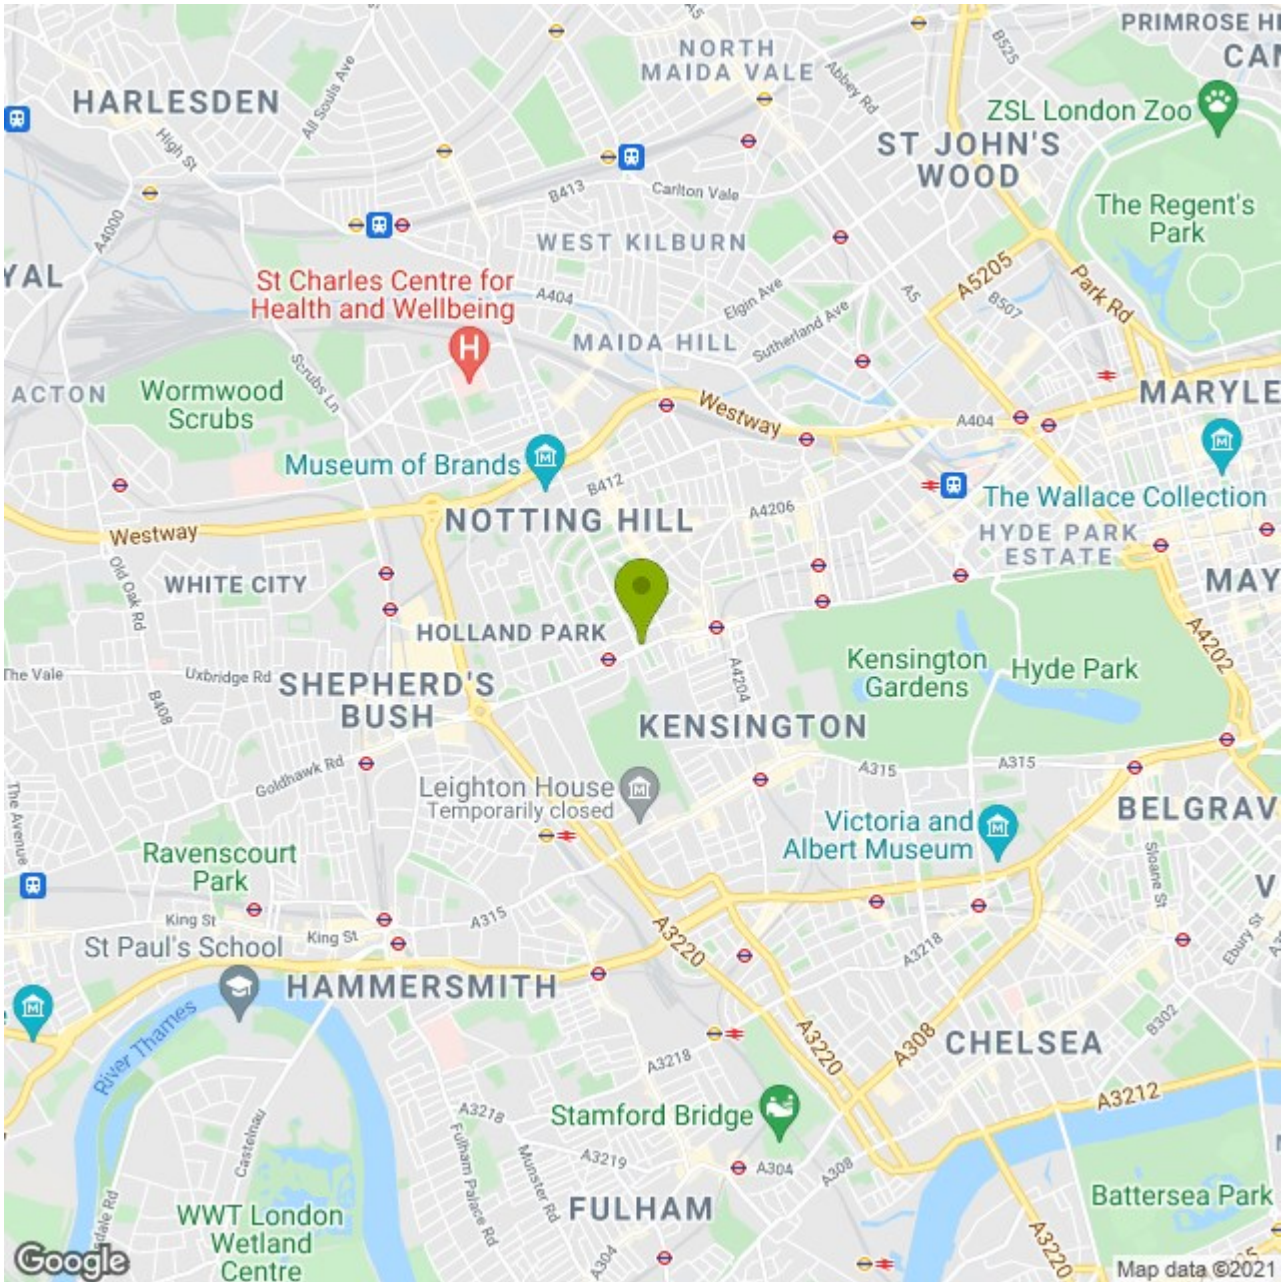 PRIMROSE HI
CAI
NORTH
MAIDA VALE
A5
B525
Abbey Rd
HARLESDEN
All Souls Ave
High St
ZSL London Zoo
ST JOHN'S
WOOD
B413
Carlton Vale
The Regent's
Park
A4000
WEST KILBURN
YAL
St Charles Centre for
Health and Wellbeing
A404
Elgin Ave
A5
A5205
B507
Park Rd
Sutherland Ave
MAIDA HILL
H
Scrubs Ln
ACTON
Wormwood
Scrubs
Westway
A404
MARYLE
Museum of Brands
B412
The Wallace Collection
A4206
NOTTING HILL
Westway
HYDE PARK
ESTATE
Old Oak Rd
WHITE CITY
MAY
HOLLAND PARK
A4202
The Vale
Uxbridge Rd
B408
SHEPHERD'S
BUSH
A4204
Kensington
Gardens
Hyde Park
KENSINGTON
Goldhawk Rd
A315
A315
The Avenue
Leighton House
Temporarily closed
Victoria and
Albert Museum
BELGRAV
Ravenscourt
Park
Sloane St
V
King St
King St
A315
A3220
A3218
Ebury St
St Paul's School
HAMMERSMITH
River Thames
A3220
A308
B302
CHELSEA
A3218
A3212
Castelnau
A3218
Stamford Bridge
Fulham Palace Rd
Munster Rd
A3219
A304
A308
FULHAM
Battersea Park
dale Rd
WWT London
Wetland
Centre
A304
A3220
Google
Map data ©2021